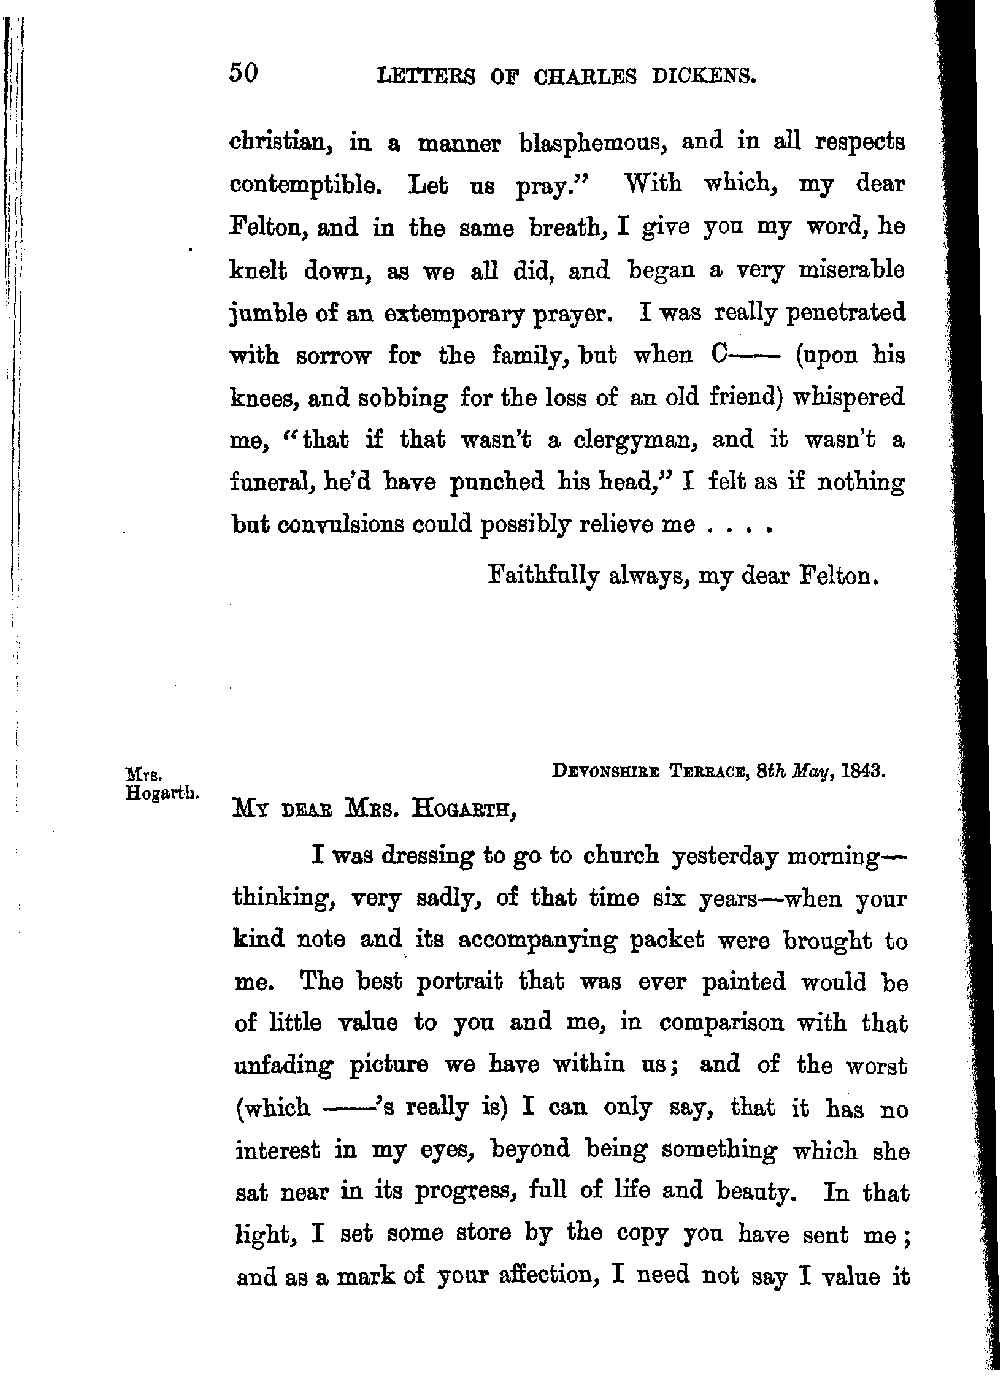 50 LETTERS OF CHARLES DICKENS.
christian, in a manner blasphemous, and in all respects
contemptible. Let us pray.” With which, my dear
Felton, and in the same breath, I give you my word, he
knelt down, as we all did, and began a very miserable
jumble of an extemporary prayer. I was really penetrated
with sorrow for the family, but when C—— (upon his
knees, and sobbing for the loss of an old friend) whispered
me, “that if that wasn’t a clergyman, and it wasn’t a
funeral, he’d have punched his head,” I felt as if nothing
but convulsions could possibly relieve me . . . .
Faithfully always, my dear Felton.
Mrs.
Hogarth.
DEVONSHIRE TERRACE, 8th May, 1843.
MY DEAR MRS. HOGARTH,
I was dressing to go to church yesterday morning—
thinking, very sadly, of that time six years—when your
kind note and its accompanying packet were brought to
me. The best portrait that was ever painted would be
of little value to you and me, in comparison with that
unfading picture we have within us; and of the worst
(which ——’s really is) I can only say, that it has no
interest in my eyes, beyond being something which she
sat near in its progress, full of life and beauty. In that
light, I set some store by the copy you have sent me;
and as a mark of your affection, I need not say I value it